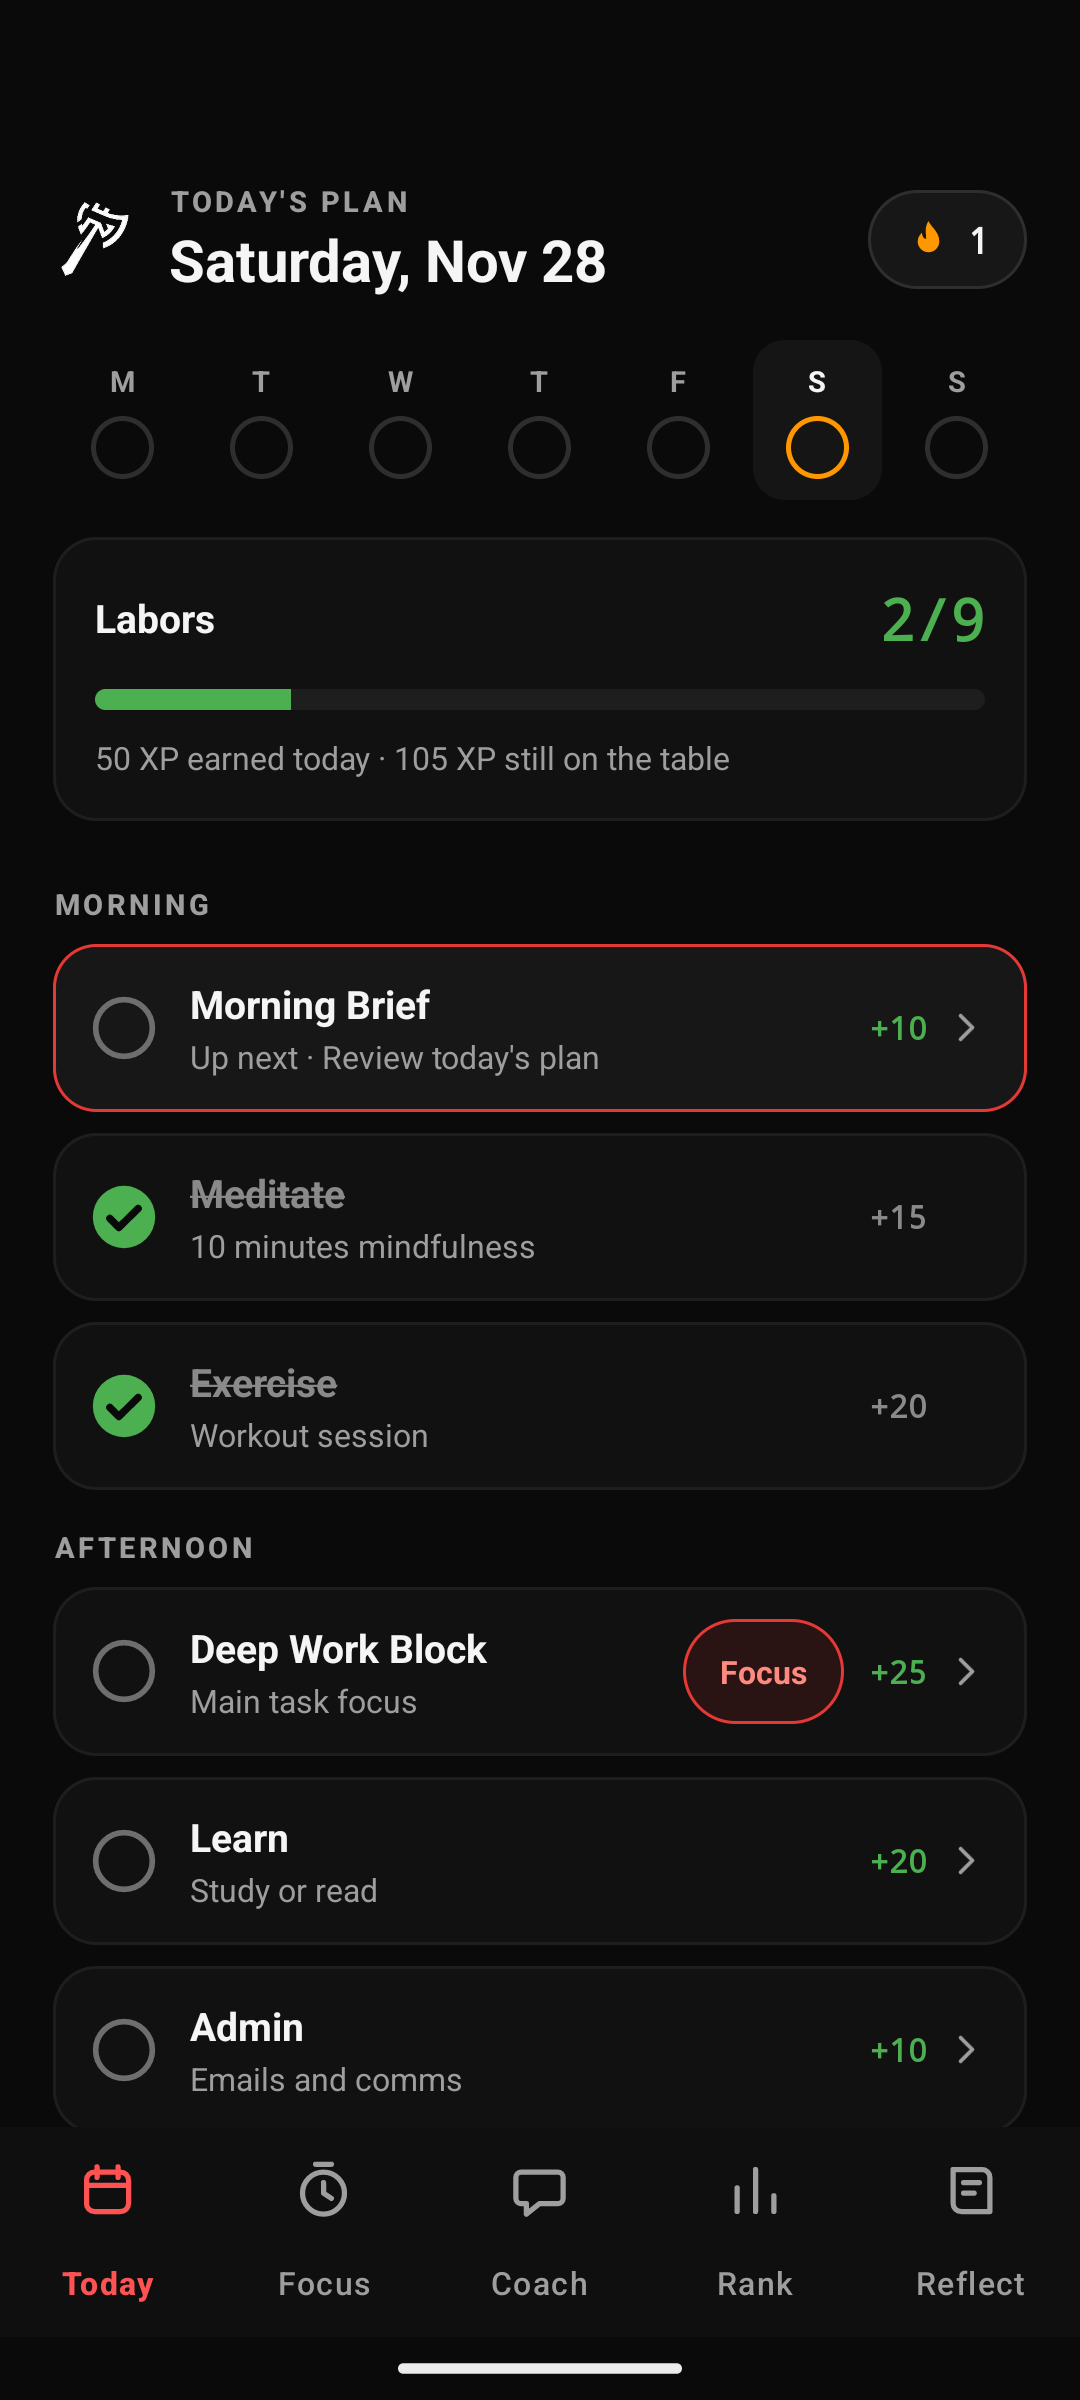 TODAY'S PLAN
Saturday, Nov 28
1
M T W T F S S
Labors 2/9
50 XP earned today · 105 XP still on the table
MORNING
Morning Brief
Up next · Review today's plan
+10
Meditate
10 minutes mindfulness
+15
Exercise
Workout session
+20
AFTERNOON
Deep Work Block
Main task focus
Focus +25
Learn
Study or read
+20
Admin
Emails and comms
+10
Today Focus Coach Rank Reflect